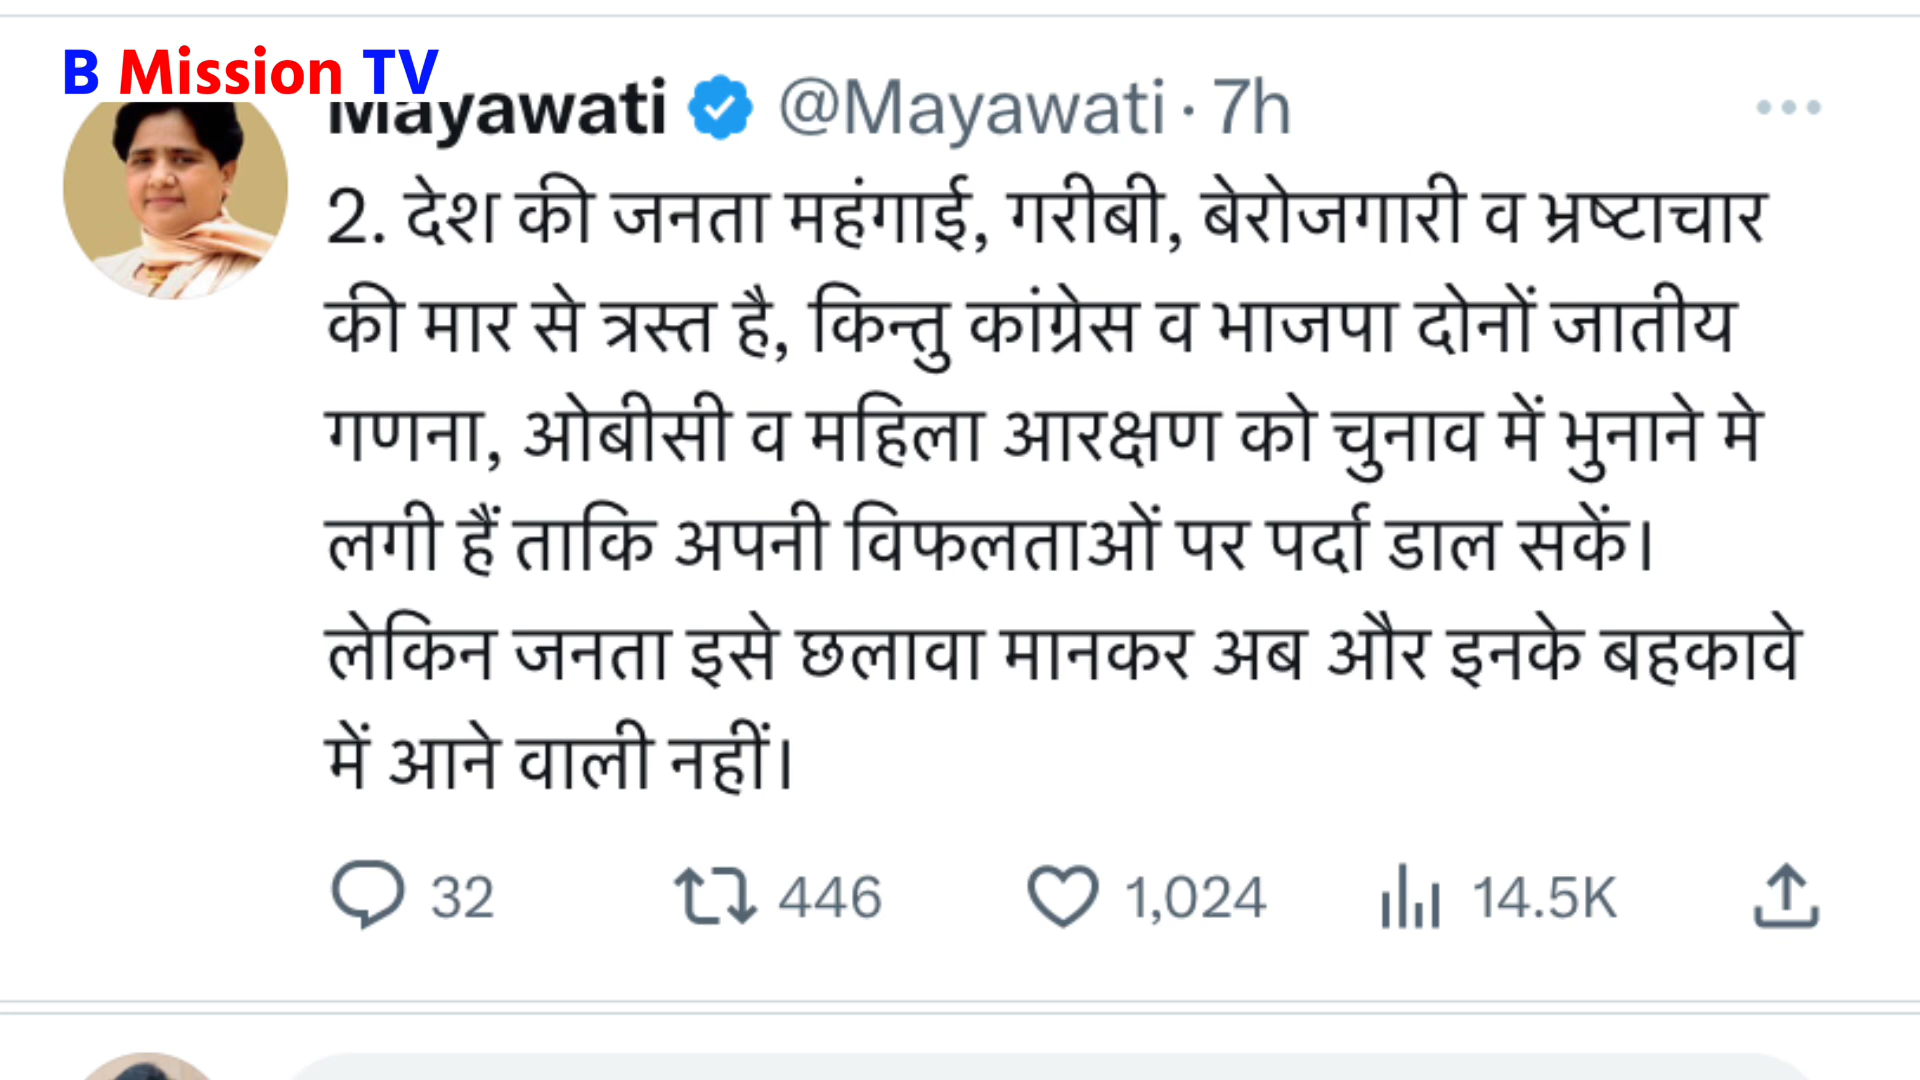 B Mission TV
Mayawati @Mayawati · 7h
2. देश की जनता महंगाई, गरीबी, बेरोजगारी व भ्रष्टाचार
की मार से त्रस्त है, किन्तु कांग्रेस व भाजपा दोनों जातीय
गणना, ओबीसी व महिला आरक्षण को चुनाव में भुनाने मे
लगी हैं ताकि अपनी विफलताओं पर पर्दा डाल सकें।
लेकिन जनता इसे छलावा मानकर अब और इनके बहकावे
में आने वाली नहीं।
32 446 1,024 14.5K